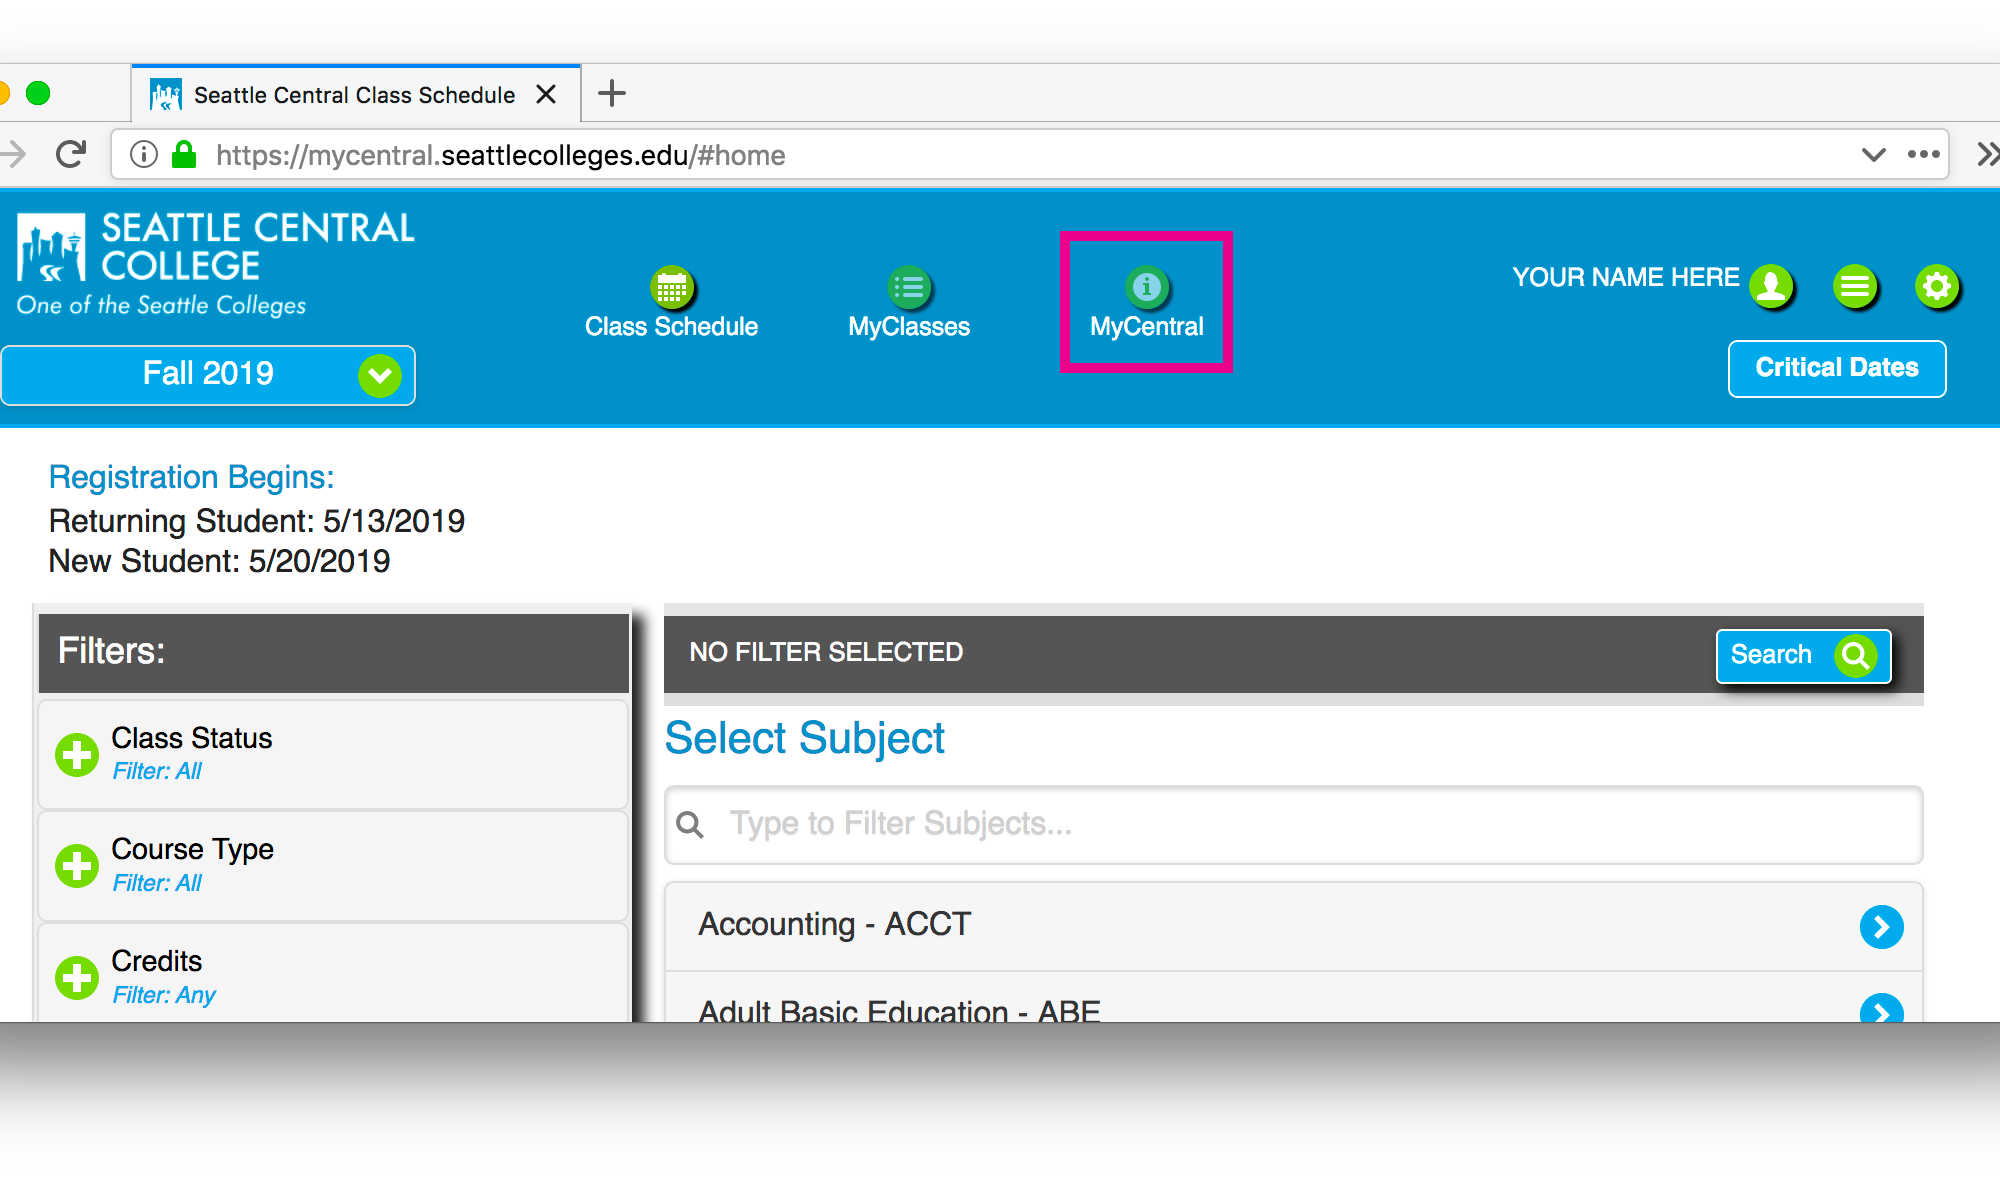 Seattle Central Class Schedule
https://mycentral.seattlecolleges.edu/#home
SEATTLE CENTRAL
COLLEGE
One of the Seattle Colleges
Fall 2019
Class Schedule
MyClasses
MyCentral
YOUR NAME HERE
Critical Dates
Registration Begins:
Returning Student: 5/13/2019
New Student: 5/20/2019
Filters:
Class Status
Filter: All
Course Type
Filter: All
Credits
Filter: Any
NO FILTER SELECTED
Search
Select Subject
Type to Filter Subjects...
Accounting - ACCT
Adult Basic Education - ABE